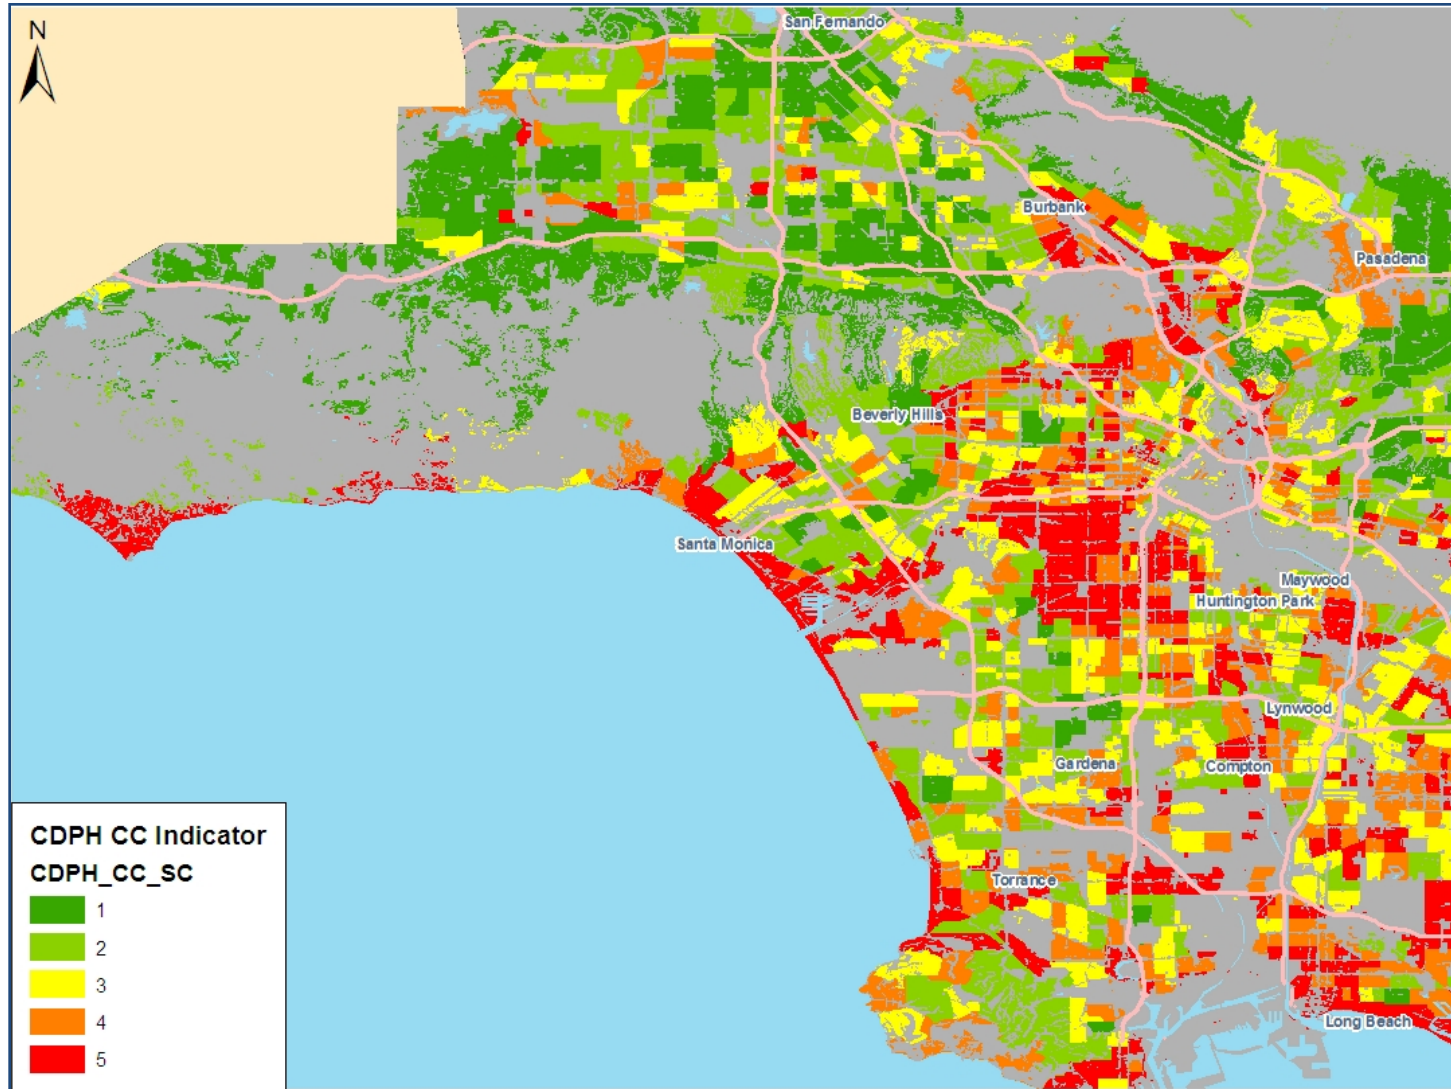 N
San Fernando
Burbank
Pasadena
Beverly Hills
Santa Monica
Maywood
Huntington Park
Lynwood
Gardena
Compton
Torrance
Long Beach
CDPH CC Indicator
CDPH_CC_SC
1
2
3
4
5